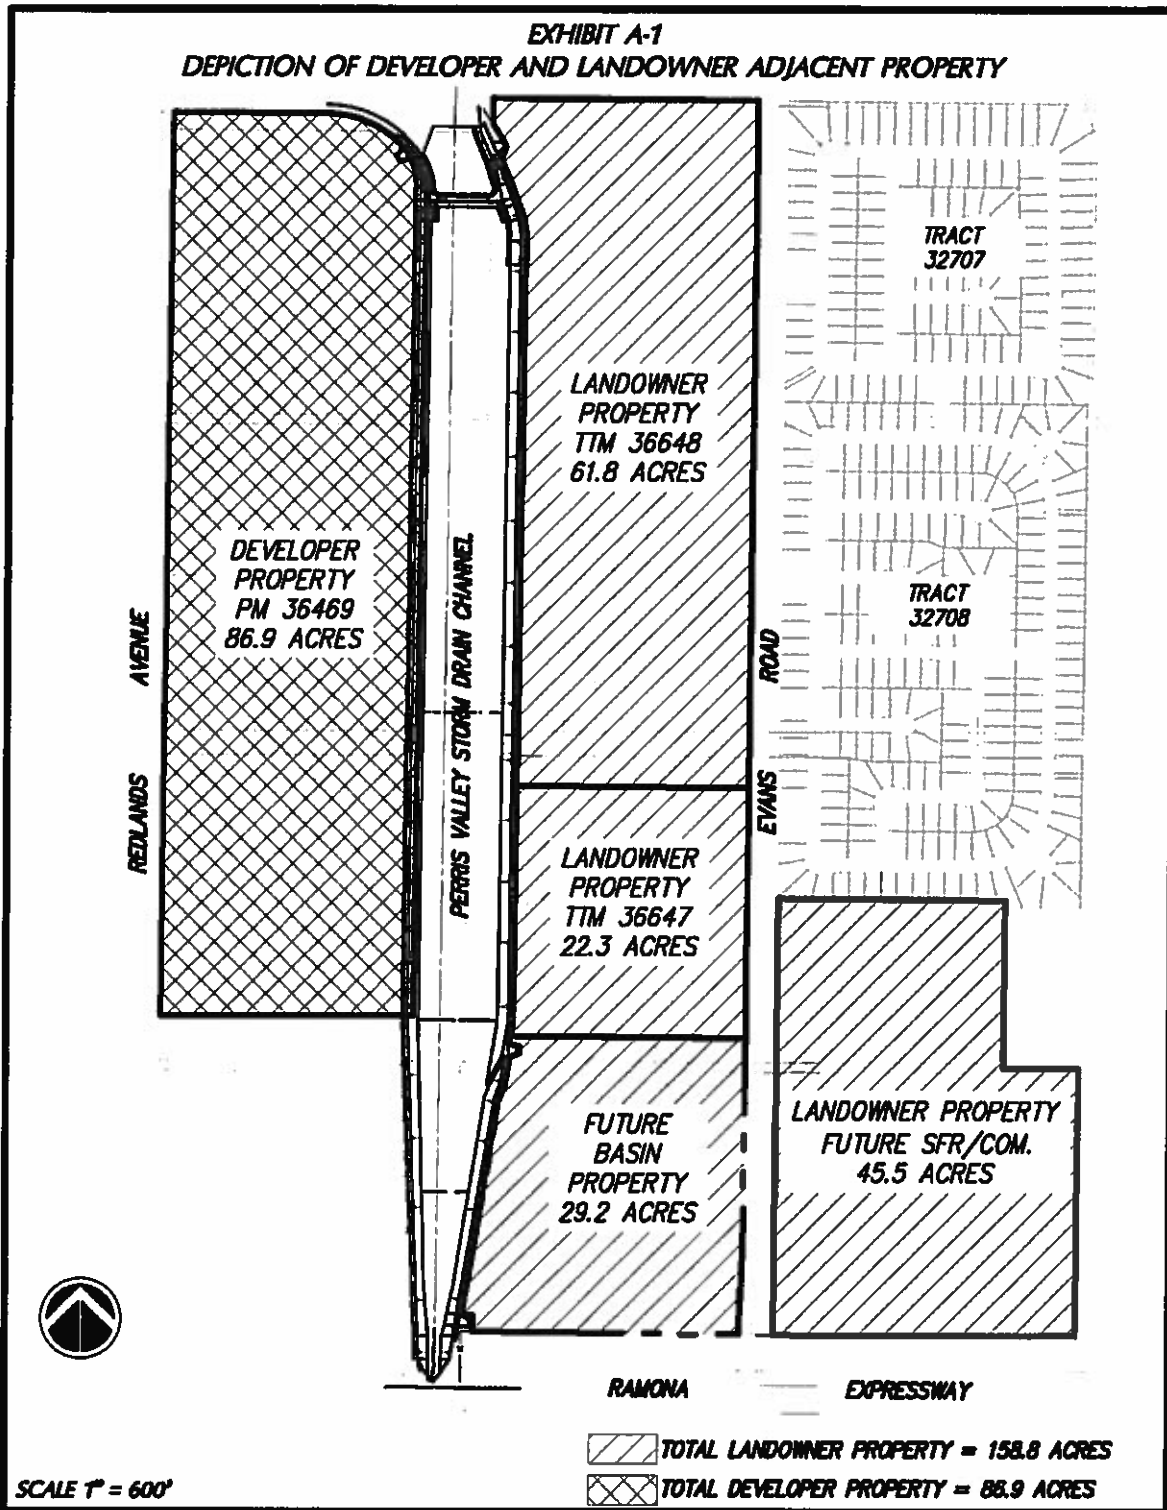 EXHIBIT A-1
DEPICTION OF DEVELOPER AND LANDOWNER ADJACENT PROPERTY
TRACT
32707
LANDOWNER
PROPERTY
TTM 36648
61.8 ACRES
DEVELOPER
PROPERTY
PM 36469
86.9 ACRES
PERRIS VALLEY STORM DRAIN CHANNEL
TRACT
32708
REDLANDS AVENUE
EVANS ROAD
LANDOWNER
PROPERTY
TTM 36647
22.3 ACRES
FUTURE
BASIN
PROPERTY
29.2 ACRES
LANDOWNER PROPERTY
FUTURE SFR/COM.
45.5 ACRES
RAMONA EXPRESSWAY
TOTAL LANDOWNER PROPERTY = 158.8 ACRES
TOTAL DEVELOPER PROPERTY = 86.9 ACRES
SCALE 1" = 600'